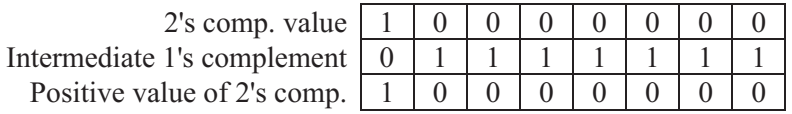 2's comp. value 1 0 0 0 0 0 0 0
Intermediate 1's complement 0 1 1 1 1 1 1 1
Positive value of 2's comp. 1 0 0 0 0 0 0 0